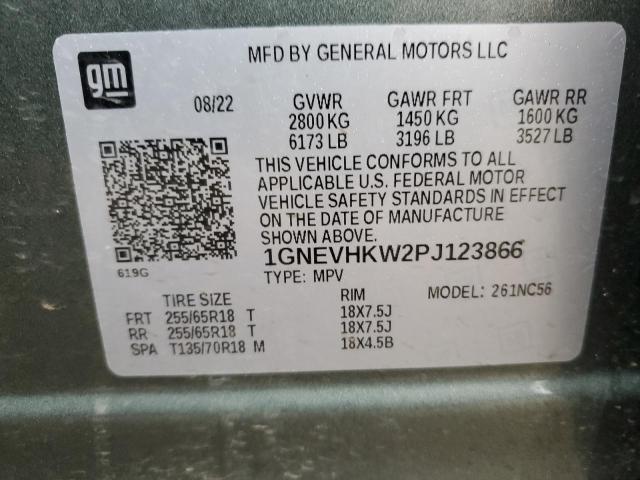 gm
MFD BY GENERAL MOTORS LLC
08/22 GVWR GAWR FRT GAWR RR
2800 KG 1450 KG 1600 KG
6173 LB 3196 LB 3527 LB
THIS VEHICLE CONFORMS TO ALL
APPLICABLE U.S. FEDERAL MOTOR
VEHICLE SAFETY STANDARDS IN EFFECT
ON THE DATE OF MANUFACTURE
SHOWN ABOVE.
1GNEVHKW2PJ123866
619G
TYPE: MPV MODEL: 261NC56
TIRE SIZE RIM
FRT 255/65R18 T 18X7.5J
RR 255/65R18 T 18X7.5J
SPA T135/70R18 M 18X4.5B